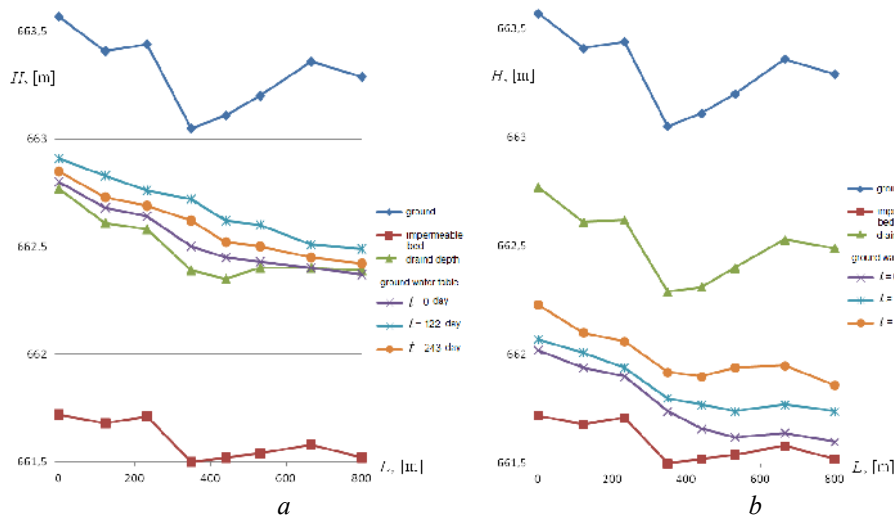 663,5
H, [m]
663
662,5
662
661,5
0
200
400
600
800
L, [m]
ground
impermeable
bed
draind depth
ground water table
t = 0 day
t = 122 day
t = 243 day
a
663,5
H, [m]
663
662,5
662
661,5
0
200
400
600
800
L, [m]
bed
t =
t =
b